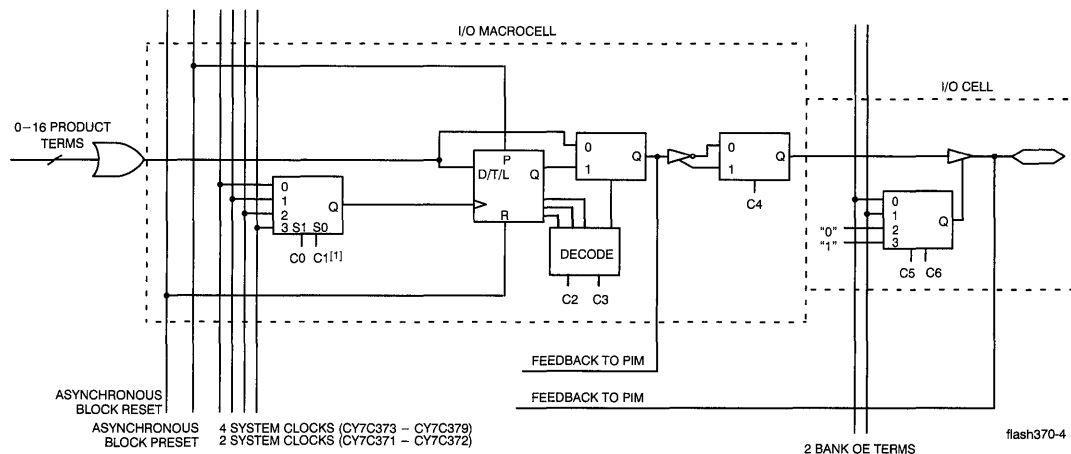 I/O MACROCELL
I/O CELL
0–16 PRODUCT
TERMS
P
D/T/L
Q
R
0
1
2
3
S1 S0
Q
C0 C1[1]
0
1
Q
DECODE
C2 C3
0
1
Q
C4
0
1
2
3
Q
"0"
"1"
C5 C6
FEEDBACK TO PIM
FEEDBACK TO PIM
ASYNCHRONOUS
BLOCK RESET
ASYNCHRONOUS
BLOCK PRESET
4 SYSTEM CLOCKS (CY7C373 – CY7C379)
2 SYSTEM CLOCKS (CY7C371 – CY7C372)
2 BANK OE TERMS
flash370-4